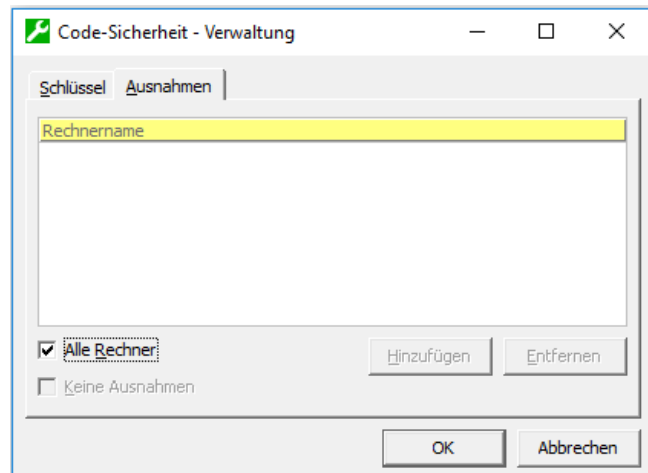 Code-Sicherheit - Verwaltung
Schlüssel Ausnahmen
Rechnername
Alle Rechner
Hinzufügen Entfernen
Keine Ausnahmen
OK Abbrechen